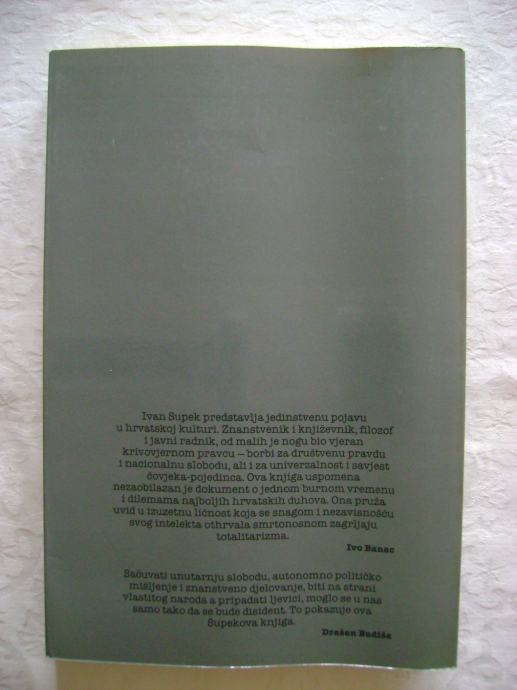 Ivan Supek predstavlja jedinstvenu pojavu
u hrvatskoj kulturi. Znanstvenik i književnik, filozof
i javni radnik, od malih je nogu bio vjeran
krivovjernom pravcu – borbi za društvenu pravdu
i nacionalnu slobodu, ali i za univerzalnost i savjest
čovjeka-pojedinca. Ova knjiga uspomena
nezaobilazan je dokument o jednom burnom vremenu
i dilemama najboljih hrvatskih duhova. Ona pruža
uvid u izuzetnu ličnost koja se snagom i nezavisnošću
svog intelekta othrvala smrtonosnom zagrljaju
totalitarizma.
Ivo Banac
Sačuvati unutarnju slobodu, autonomno političko
mišljenje i znanstveno djelovanje, biti na strani
vlastitog naroda a pripadati ljevici, moglo se u nas
samo tako da se bude disident. To pokazuje ova
Supekova knjiga.
Dražen Budiša